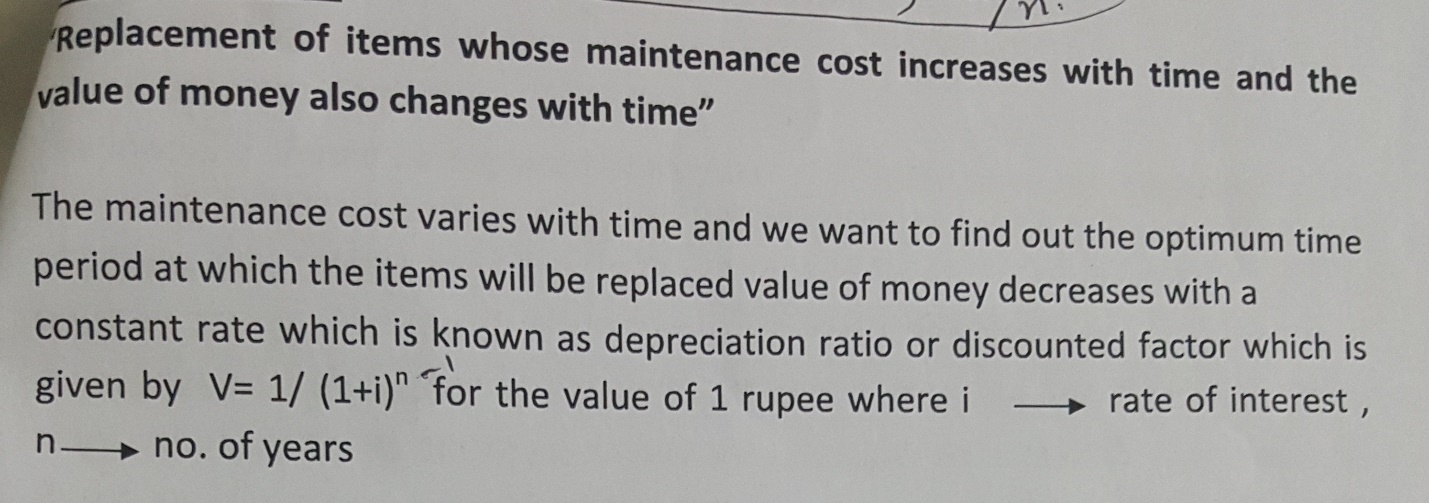 "Replacement of items whose maintenance cost increases with time and the
value of money also changes with time"
The maintenance cost varies with time and we want to find out the optimum time
period at which the items will be replaced value of money decreases with a
constant rate which is known as depreciation ratio or discounted factor which is
given by V= 1/ (1+i)ⁿ for the value of 1 rupee where i → rate of interest ,
n → no. of years